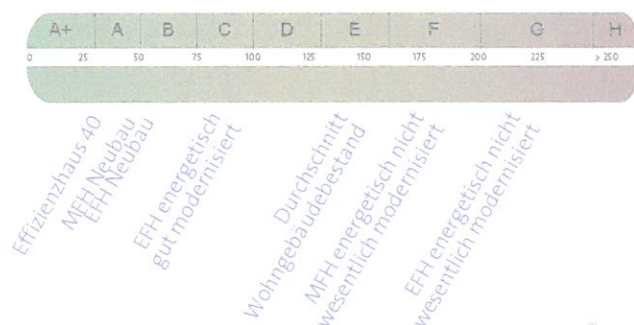 A+ A B C D E F G H
0 25 50 75 100 125 150 175 200 225 > 250
Effizienzhaus 40
MFH Neubau
EFH Neubau
EFH energetisch
gut modernisiert
Durchschnitt
Wohngebäudebestand
MFH energetisch nicht
wesentlich modernisiert
EFH energetisch nicht
wesentlich modernisiert